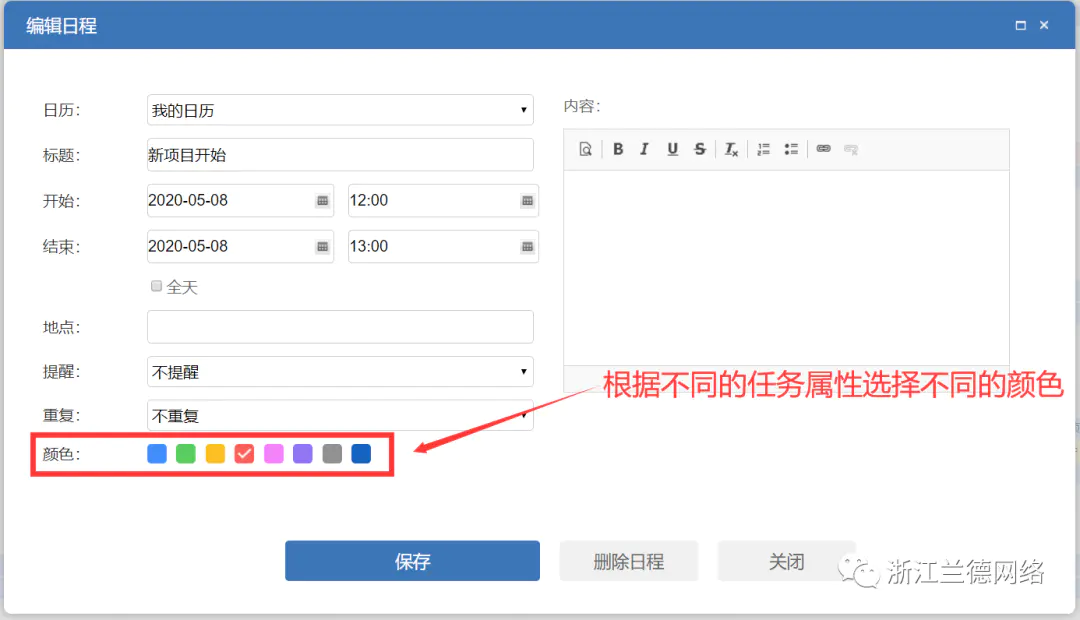 编辑日程
日历：
我的日历
内容：
标题：
新项目开始
B I U S Tx
开始：
2020-05-08
12:00
结束：
2020-05-08
13:00
全天
地点：
提醒：
不提醒
根据不同的任务属性选择不同的颜色
重复：
不重复
颜色：
保存
删除日程
关闭
浙江兰德网络